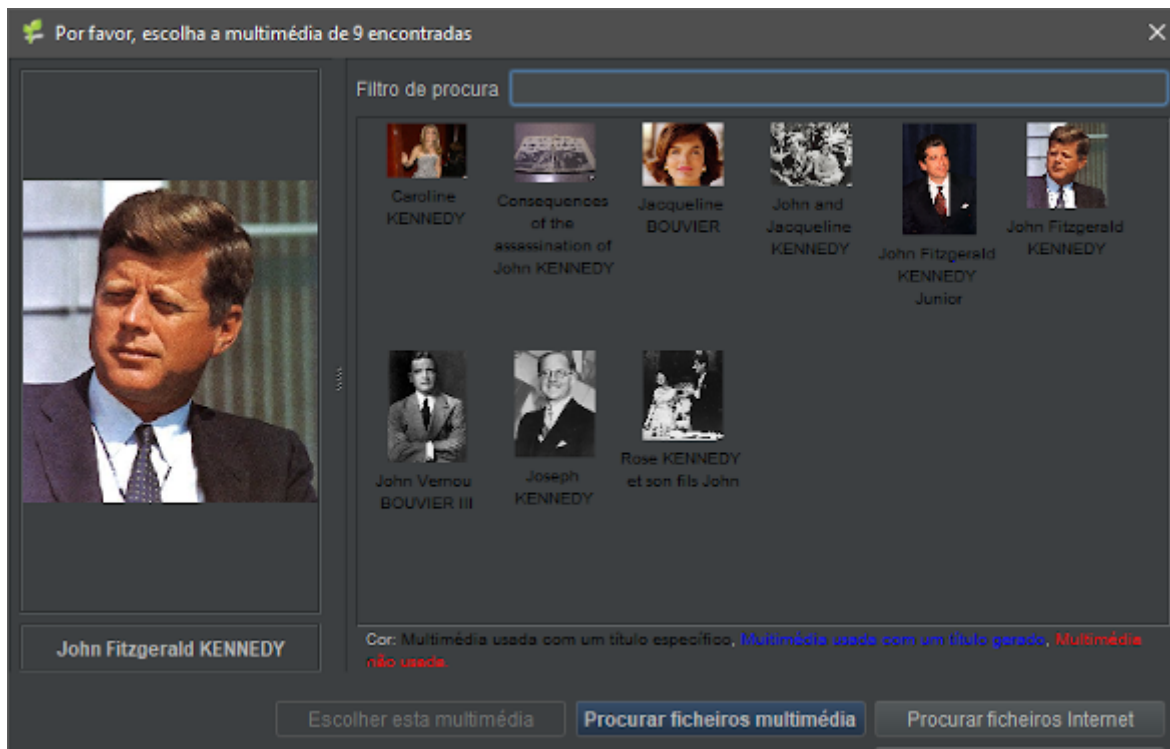 Por favor, escolha a multimédia de 9 encontradas
Filtro de procura
Caroline
KENNEDY
Consequences
of the
assassination of
John KENNEDY
Jacqueline
BOUVIER
John and
Jacqueline
KENNEDY
John Fitzgerald
KENNEDY
Junior
John Fitzgerald
KENNEDY
John Vernou
BOUVIER III
Joseph
KENNEDY
Rose KENNEDY
et son fils John
John Fitzgerald KENNEDY
Cor: Multimédia usada com um título específico, Multimédia usada com um título gerado, Multimédia
não usada.
Escolher esta multimédia
Procurar ficheiros multimédia
Procurar ficheiros Internet